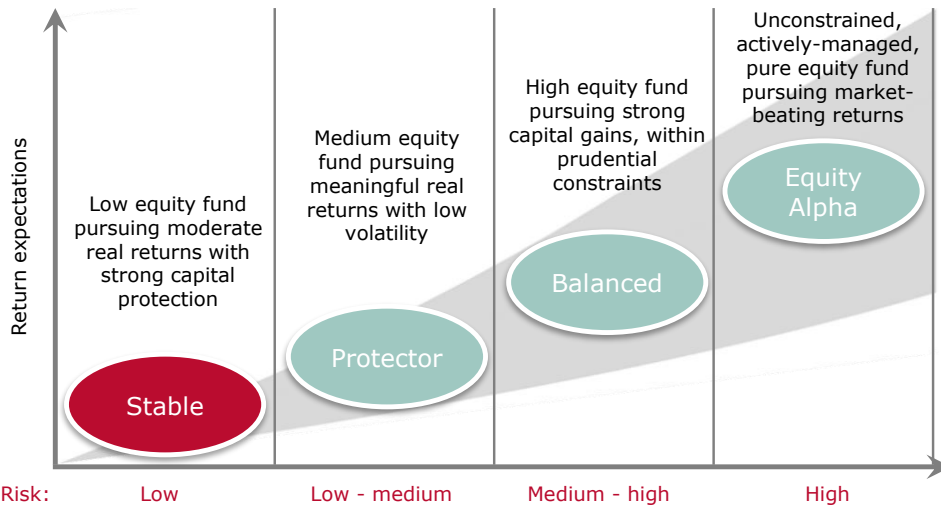 Return expectations
Low equity fund
pursuing moderate
real returns with
strong capital
protection
Stable
Medium equity
fund pursuing
meaningful real
returns with low
volatility
Protector
High equity fund
pursuing strong
capital gains, within
prudential
constraints
Balanced
Unconstrained,
actively-managed,
pure equity fund
pursuing market-
beating returns
Equity
Alpha
Risk: Low Low - medium Medium - high High